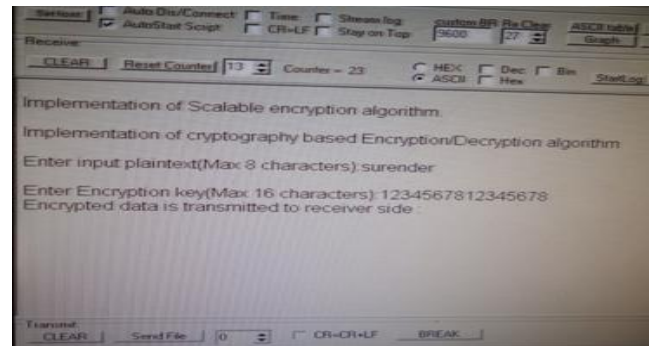 Set font Auto Dis/Connect Time Stream log custom BR Rx Clear ASCII table
AutoStart Script CR=LF Stay on Top 9600 27 Graph
Receive
CLEAR Reset Counter 13 Counter = 23 HEX Dec Bin
ASCII Hex StartLog
Implementation of Scalable encryption algorithm
Implementation of cryptography based Encryption/Decryption algorithm
Enter input plaintext(Max 8 characters):surender
Enter Encryption key(Max 16 characters):1234567812345678
Encrypted data is transmitted to receiver side :
Transmit
CLEAR Send File 0 CR=CR+LF BREAK